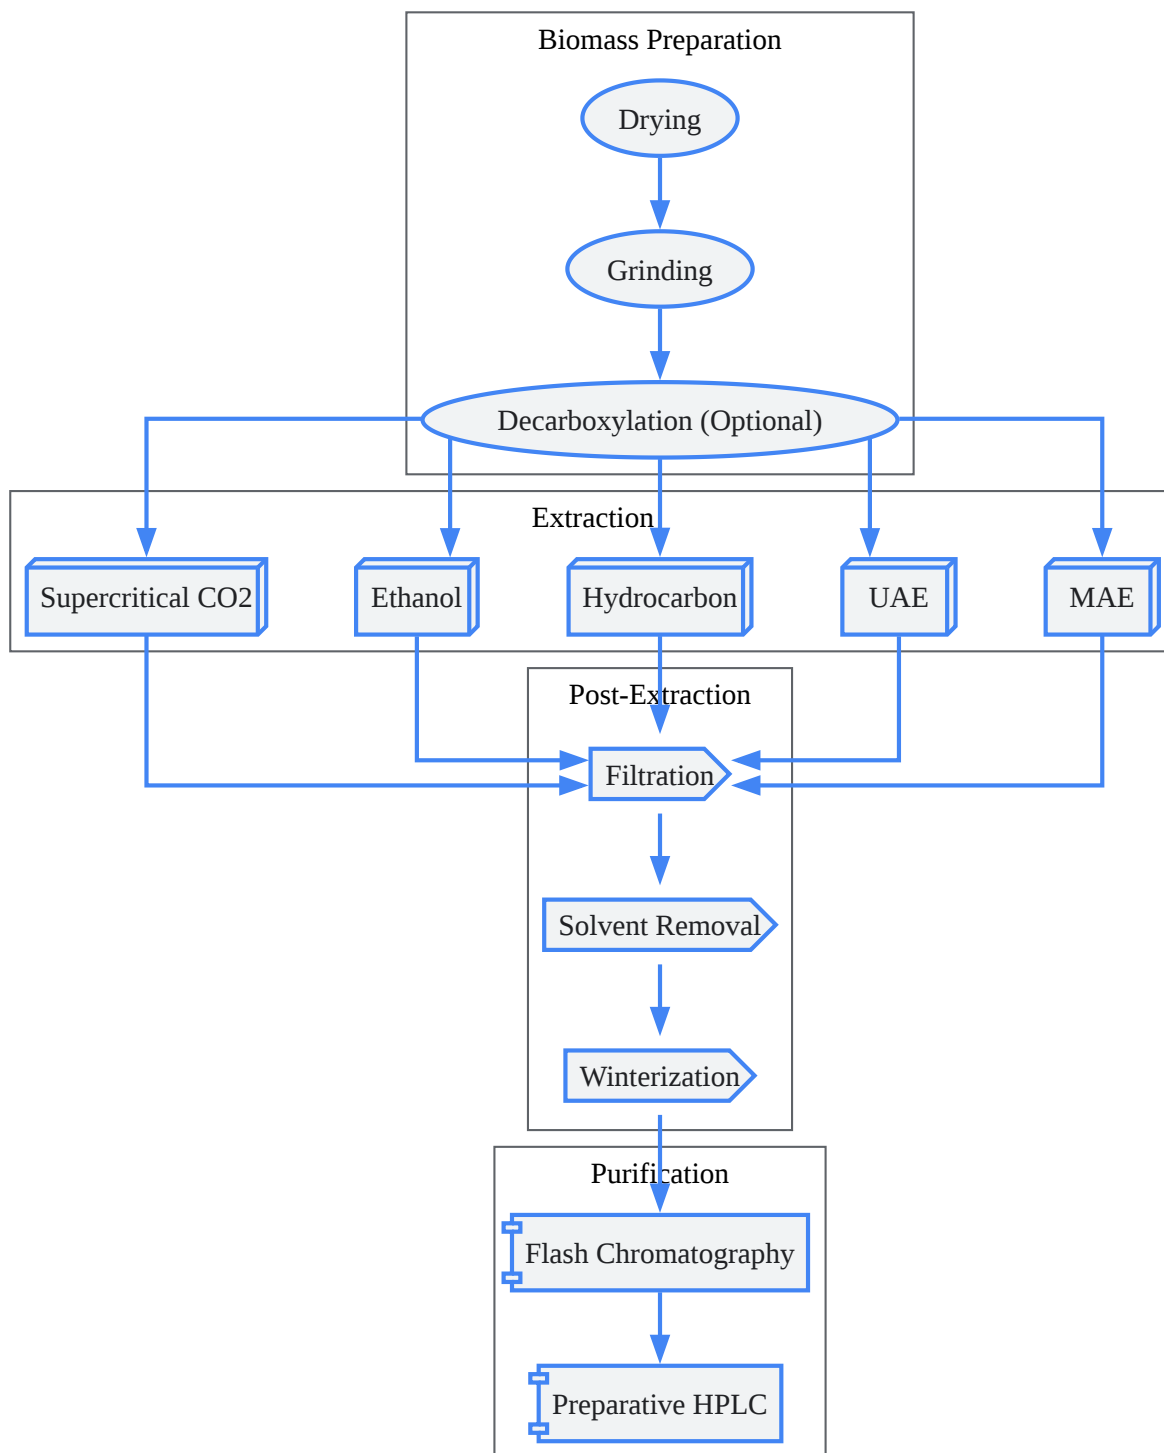 Biomass Preparation
Drying
Grinding
Decarboxylation (Optional)
Extraction
Supercritical CO2
Ethanol
Hydrocarbon
UAE
MAE
Post-Extraction
Filtration
Solvent Removal
Winterization
Purification
Flash Chromatography
Preparative HPLC